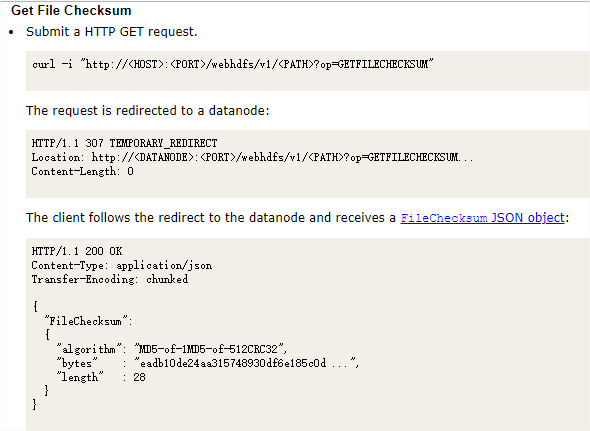 Get File Checksum
• Submit a HTTP GET request.
curl -i "http://<HOST>:<PORT>/webhdfs/v1/<PATH>?op=GETFILECHECKSUM"
The request is redirected to a datanode:
HTTP/1.1 307 TEMPORARY_REDIRECT
Location: http://<DATANODE>:<PORT>/webhdfs/v1/<PATH>?op=GETFILECHECKSUM...
Content-Length: 0
The client follows the redirect to the datanode and receives a FileChecksum JSON object:
HTTP/1.1 200 OK
Content-Type: application/json
Transfer-Encoding: chunked
{
  "FileChecksum":
  {
    "algorithm": "MD5-of-1MD5-of-512CRC32",
    "bytes"    : "eadb10de24aa315748930df6e185c0d ...",
    "length"   : 28
  }
}